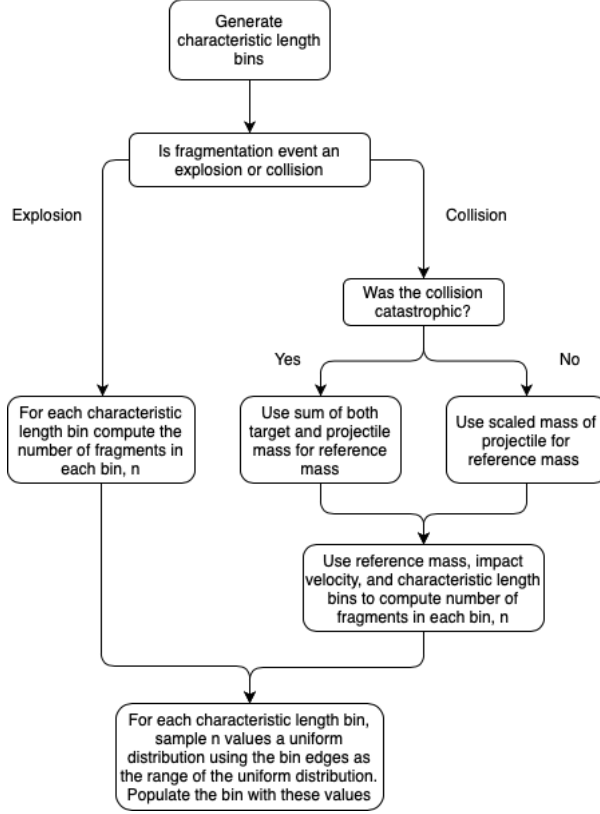 Generate
characteristic length
bins
Is fragmentation event an
explosion or collision
Explosion
Collision
Was the collision
catastrophic?
Yes
No
For each characteristic
length bin compute the
number of fragments in
each bin, n
Use sum of both
target and projectile
mass for reference
mass
Use scaled mass of
projectile for
reference mass
Use reference mass, impact
velocity, and characteristic length
bins to compute number of
fragments in each bin, n
For each characteristic length bin,
sample n values a uniform
distribution using the bin edges as
the range of the uniform distribution.
Populate the bin with these values